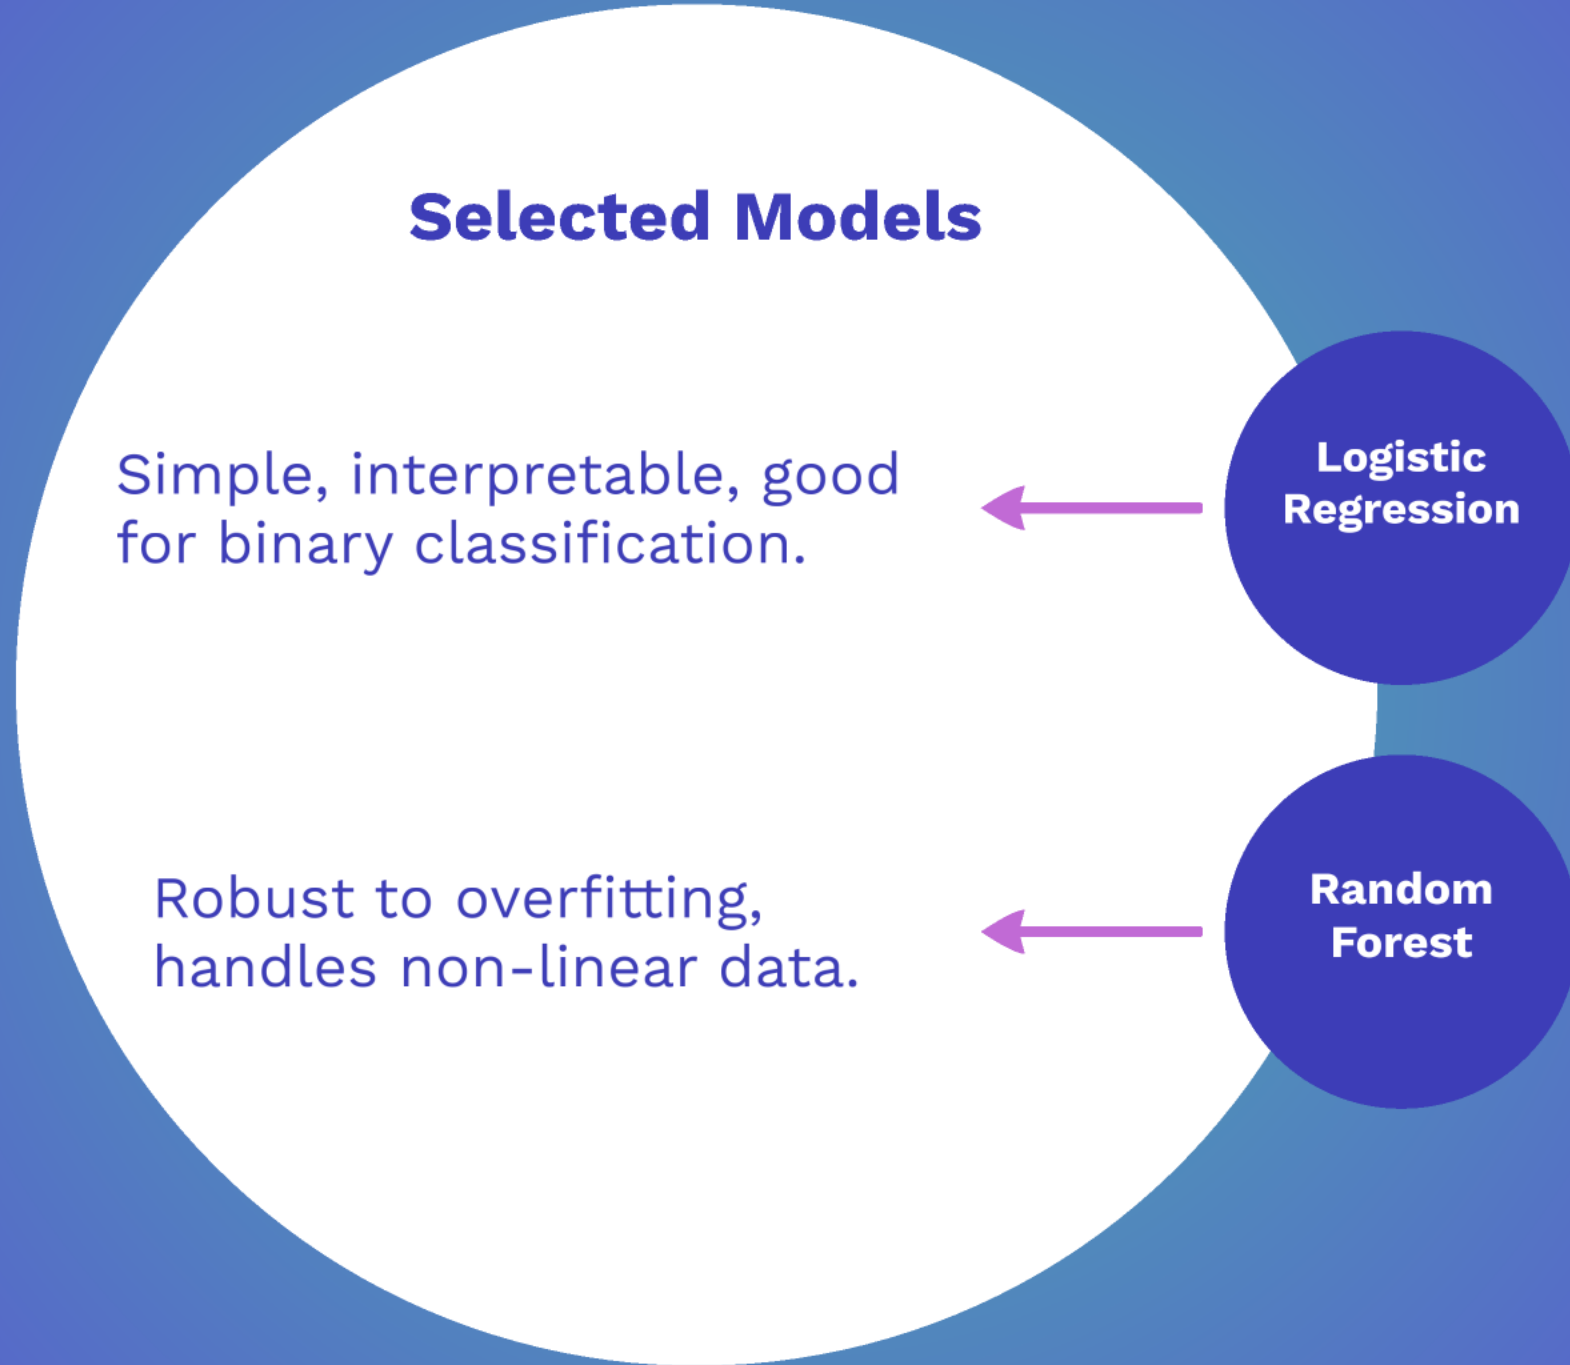 Selected Models
Simple, interpretable, good
for binary classification.
Logistic
Regression
Robust to overfitting,
handles non-linear data.
Random
Forest